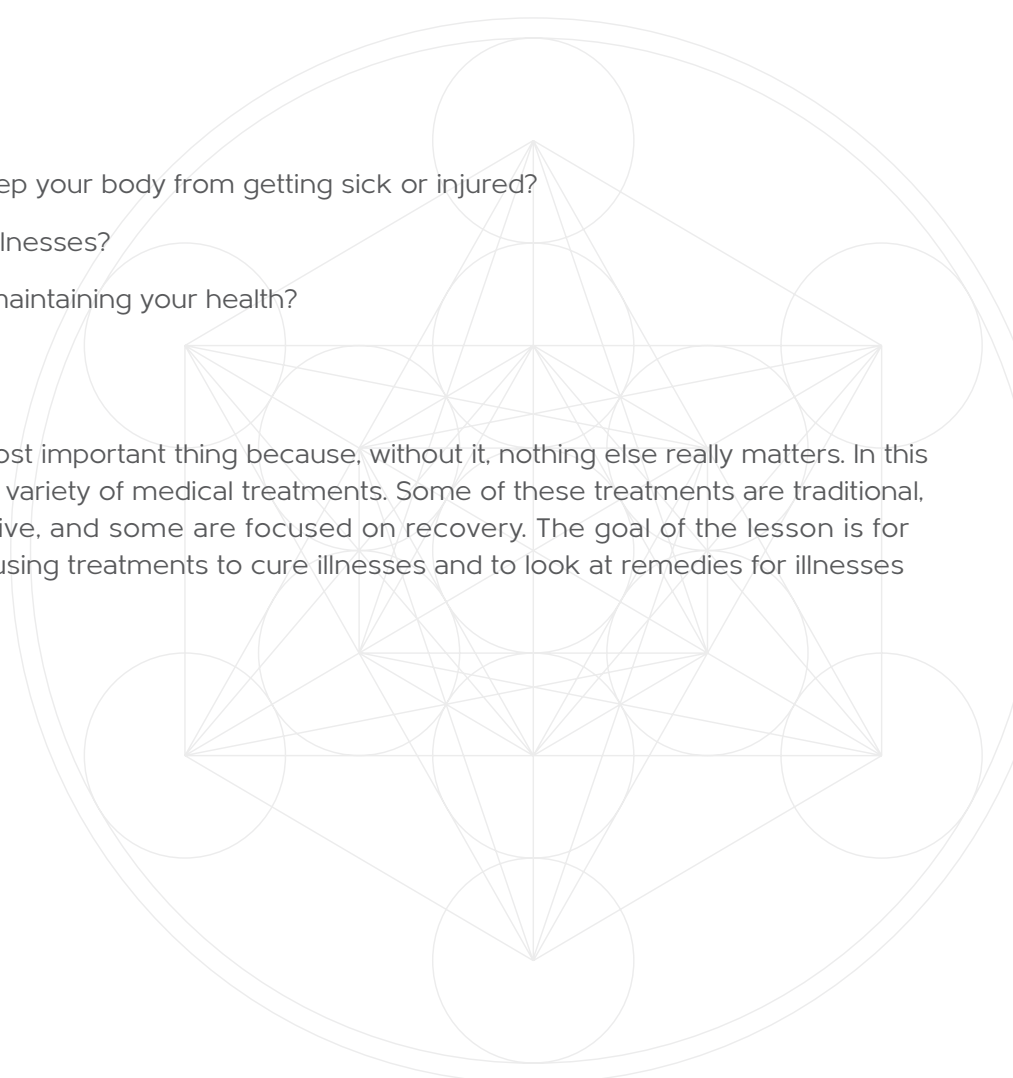 ep your body from getting sick or injured?
lnesses?
naintaining your health?
ost important thing because, without it, nothing else really matters. In this
variety of medical treatments. Some of these treatments are traditional,
ive, and some are focused on recovery. The goal of the lesson is for
using treatments to cure illnesses and to look at remedies for illnesses